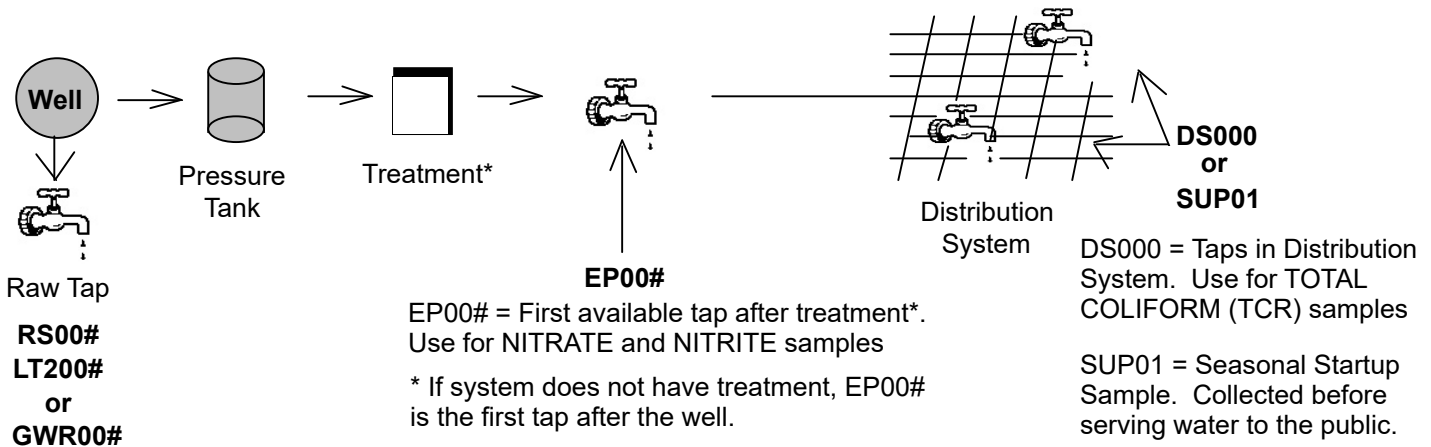 Well
Pressure
Tank
Treatment*
Raw Tap
RS00#
LT200#
or
GWR00#
EP00#
EP00# = First available tap after treatment*.
Use for NITRATE and NITRITE samples
* If system does not have treatment, EP00#
is the first tap after the well.
Distribution
System
DS000
or
SUP01
DS000 = Taps in Distribution
System. Use for TOTAL
COLIFORM (TCR) samples
SUP01 = Seasonal Startup
Sample. Collected before
serving water to the public.